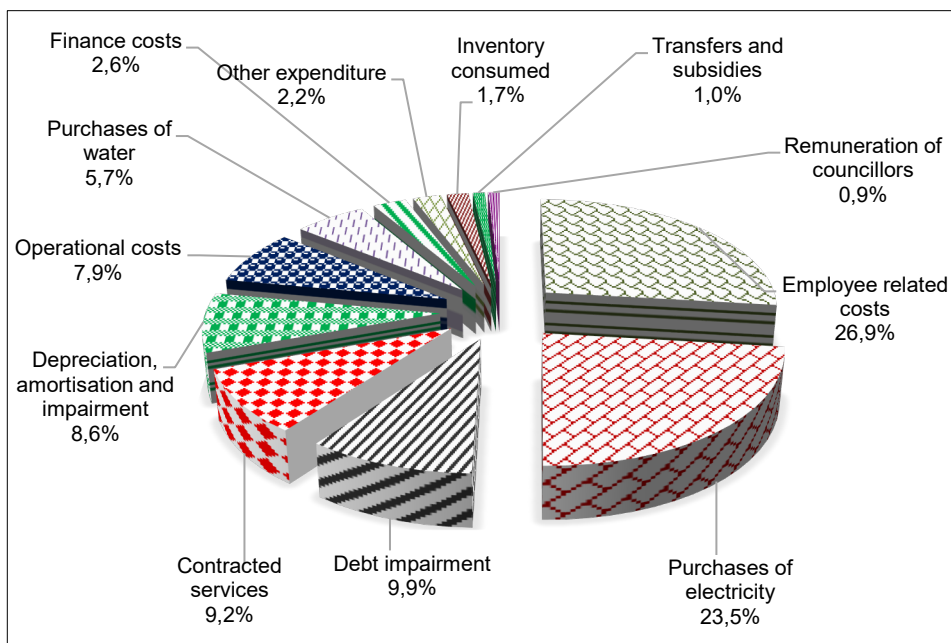 Finance costs
2,6%
Other expenditure
2,2%
Inventory
consumed
1,7%
Transfers and
subsidies
1,0%
Purchases of
water
5,7%
Remuneration of
councillors
0,9%
Operational costs
7,9%
Employee related
costs
26,9%
Depreciation,
amortisation and
impairment
8,6%
Contracted
services
9,2%
Debt impairment
9,9%
Purchases of
electricity
23,5%